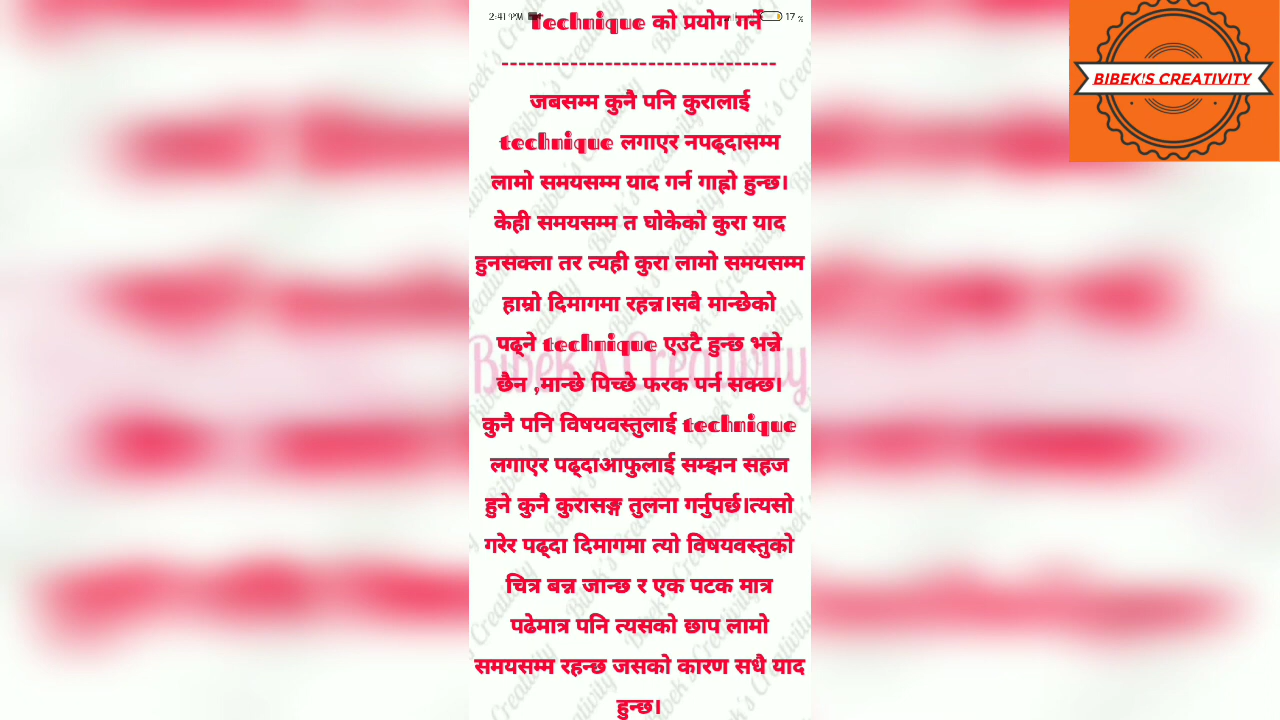 2:41 PM
17 %
Technique को प्रयोग गर्ने
--------------------------------
जबसम्म कुनै पनि कुरालाई
technique लगाएर नपढ्दासम्म
लामो समयसम्म याद गर्न गाह्रो हुन्छ।
केही समयसम्म त घोकेको कुरा याद
हुनसक्ला तर त्यही कुरा लामो समयसम्म
हाम्रो दिमागमा रहन्न।सबै मान्छेको
पढ्ने technique एउटै हुन्छ भन्ने
छैन ,मान्छे पिच्छे फरक पर्न सक्छ।
कुनै पनि विषयवस्तुलाई technique
लगाएर पढ्दाआफुलाई सम्झन सहज
हुने कुनै कुरासङ्ग तुलना गर्नुपर्छ।त्यसो
गरेर पढ्दा दिमागमा त्यो विषयवस्तुको
चित्र बन्न जान्छ र एक पटक मात्र
पढेमात्र पनि त्यसको छाप लामो
समयसम्म रहन्छ जसको कारण सधै याद
हुन्छ।
BIBEK'S CREATIVITY
Bibek's Creativity